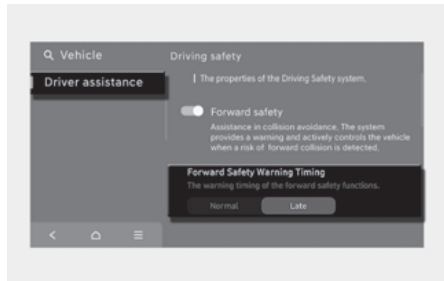 Vehicle
Driving safety
Driver assistance
The properties of the Driving Safety system.
Forward safety
Assistance in collision avoidance. The system
provides a warning and actively controls the vehicle
when a risk of forward collision is detected.
Forward Safety Warning Timing
The warning timing of the forward safety functions.
Normal
Late